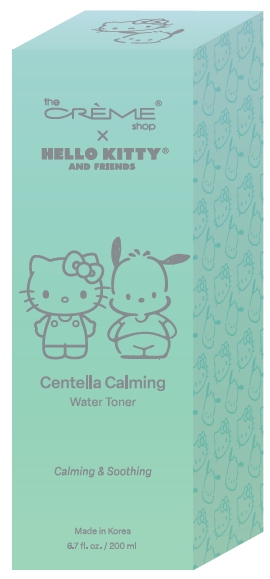 the
CRÈME®
shop
×
HELLO KITTY®
AND FRIENDS
Centella Calming
Water Toner
Calming & Soothing
Made in Korea
6.7 fl. oz. / 200 ml